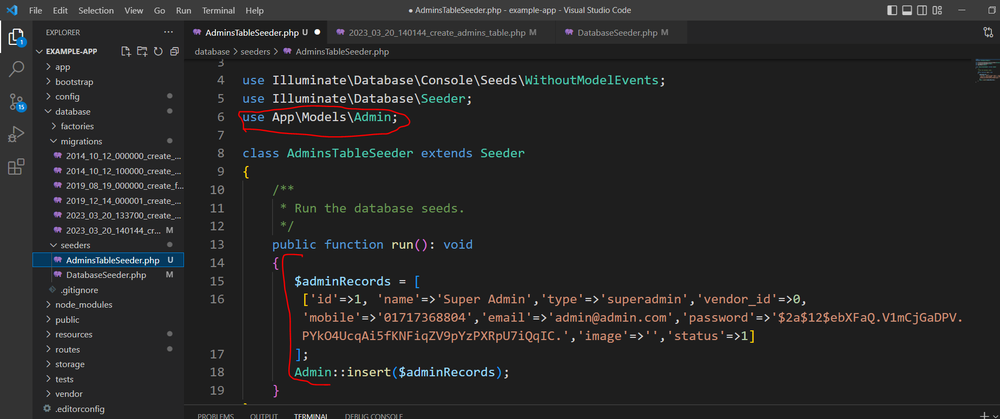 File Edit Selection View Go Run Terminal Help
● AdminsTableSeeder.php - example-app - Visual Studio Code
EXPLORER ...
1
15
EXAMPLE-APP
app
bootstrap
config
database
factories
migrations
2014_10_12_000000_create_...
2014_10_12_100000_create_...
2019_08_19_000000_create_f...
2019_12_14_000001_create_...
2023_03_20_133700_create_...
2023_03_20_140144_cr... M
seeders
AdminsTableSeeder.php U
DatabaseSeeder.php M
.gitignore
node_modules
public
resources
routes
storage
tests
vendor
.editorconfig
AdminsTableSeeder.php U ●
2023_03_20_140144_create_admins_table.php M
DatabaseSeeder.php M
database > seeders > AdminsTableSeeder.php
3
4 use Illuminate\Database\Console\Seeds\WithoutModelEvents;
5 use Illuminate\Database\Seeder;
6 use App\Models\Admin;
7
8 class AdminsTableSeeder extends Seeder
9 {
10 /**
11 * Run the database seeds.
12 */
13 public function run(): void
14 {
15 $adminRecords = [
16 ['id'=>1, 'name'=>'Super Admin','type'=>'superadmin','vendor_id'=>0,
'mobile'=>'01717368804','email'=>'admin@admin.com','password'=>'$2a$12$ebXFaQ.V1mCjGaDPV.
PYkO4UcqAi5fKNFiqZV9pYzPXRpU7iQqIC.','image'=>'','status'=>1]
17 ];
18 Admin::insert($adminRecords);
19 }
PROBLEMS OUTPUT TERMINAL DEBUG CONSOLE